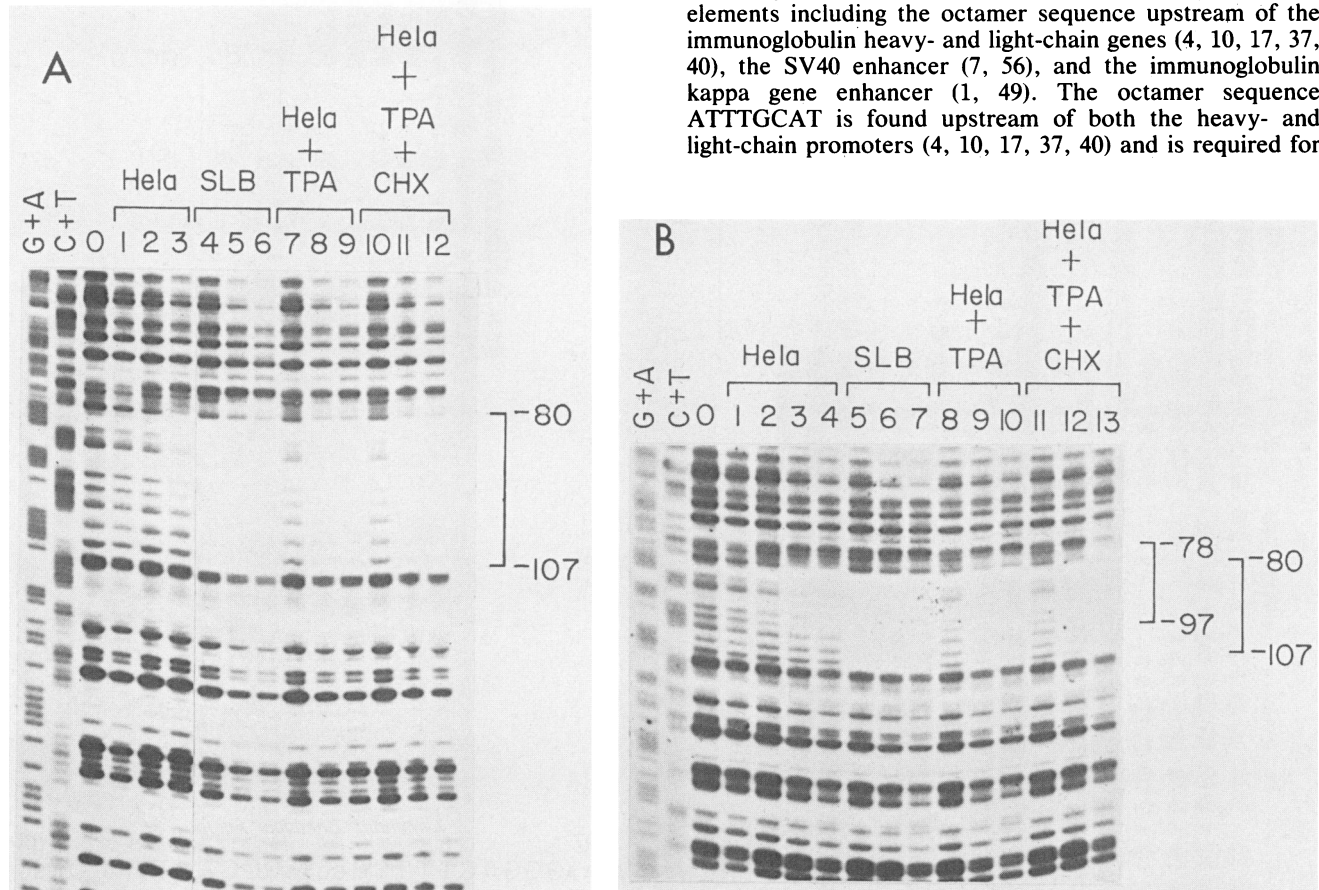 elements including the octamer sequence upstream of the
immunoglobulin heavy- and light-chain genes (4, 10, 17, 37,
40), the SV40 enhancer (7, 56), and the immunoglobulin
kappa gene enhancer (1, 49). The octamer sequence
ATTTGCAT is found upstream of both the heavy- and
light-chain promoters (4, 10, 17, 37, 40) and is required for
A
Hela
+
Hela TPA
+ +
Hela SLB TPA CHX
G+A C+T 0 1 2 3 4 5 6 7 8 9 10 11 12
-80
-107
B
Hela
+
Hela TPA
+ +
Hela SLB TPA CHX
G+A C+T 0 1 2 3 4 5 6 7 8 9 10 11 12 13
-78
-80
-97
-107